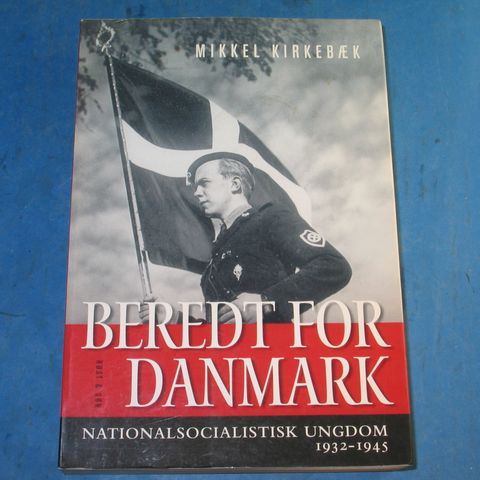 MIKKEL KIRKEBÆK
BEREDT FOR
DANMARK
NATIONALSOCIALISTISK UNGDOM
1932-1945